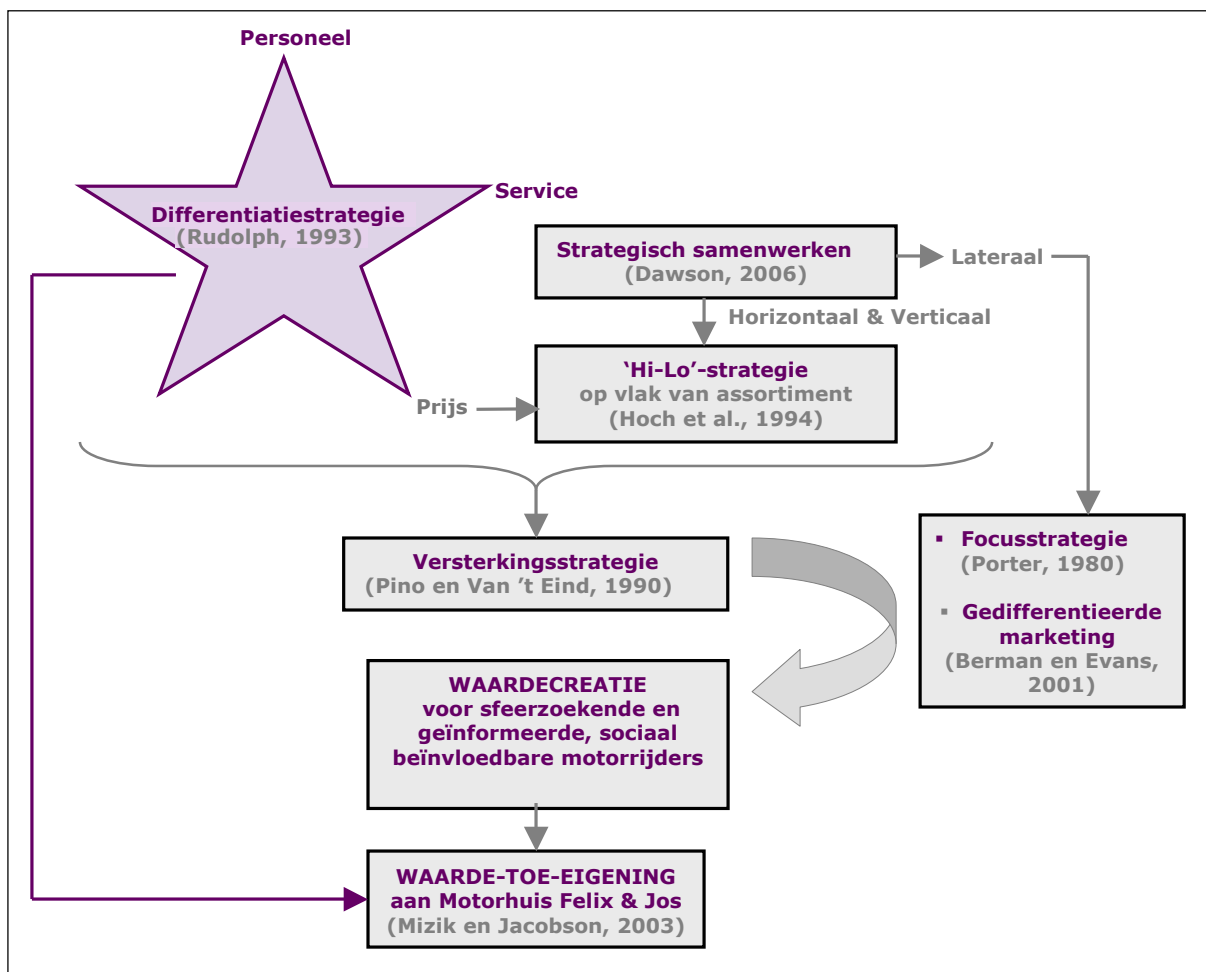 Personeel
Service
Differentiatiestrategie
(Rudolph, 1993)
Strategisch samenwerken
(Dawson, 2006)
Lateraal
Horizontaal & Verticaal
‘Hi-Lo’-strategie
op vlak van assortiment
(Hoch et al., 1994)
Prijs
Versterkingsstrategie
(Pino en Van ’t Eind, 1990)
▪ Focusstrategie
(Porter, 1980)
▪ Gedifferentieerde
marketing
(Berman en Evans,
2001)
WAARDECREATIE
voor sfeerzoekende en
geïnformeerde, sociaal
beïnvloedbare motorrijders
WAARDE-TOE-EIGENING
aan Motorhuis Felix & Jos
(Mizik en Jacobson, 2003)